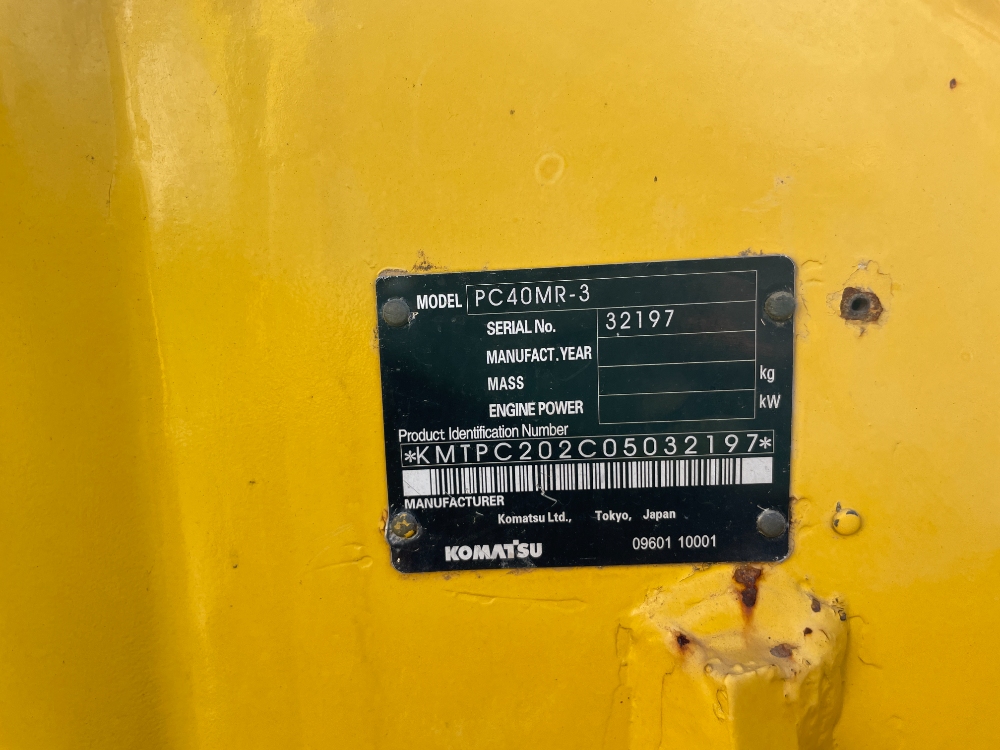 MODEL PC40MR-3
SERIAL No. 32197
MANUFACT.YEAR
MASS kg
ENGINE POWER kW
Product Identification Number
*KMTPC202C05032197*
MANUFACTURER
Komatsu Ltd., Tokyo, Japan
KOMATSU 09601 10001